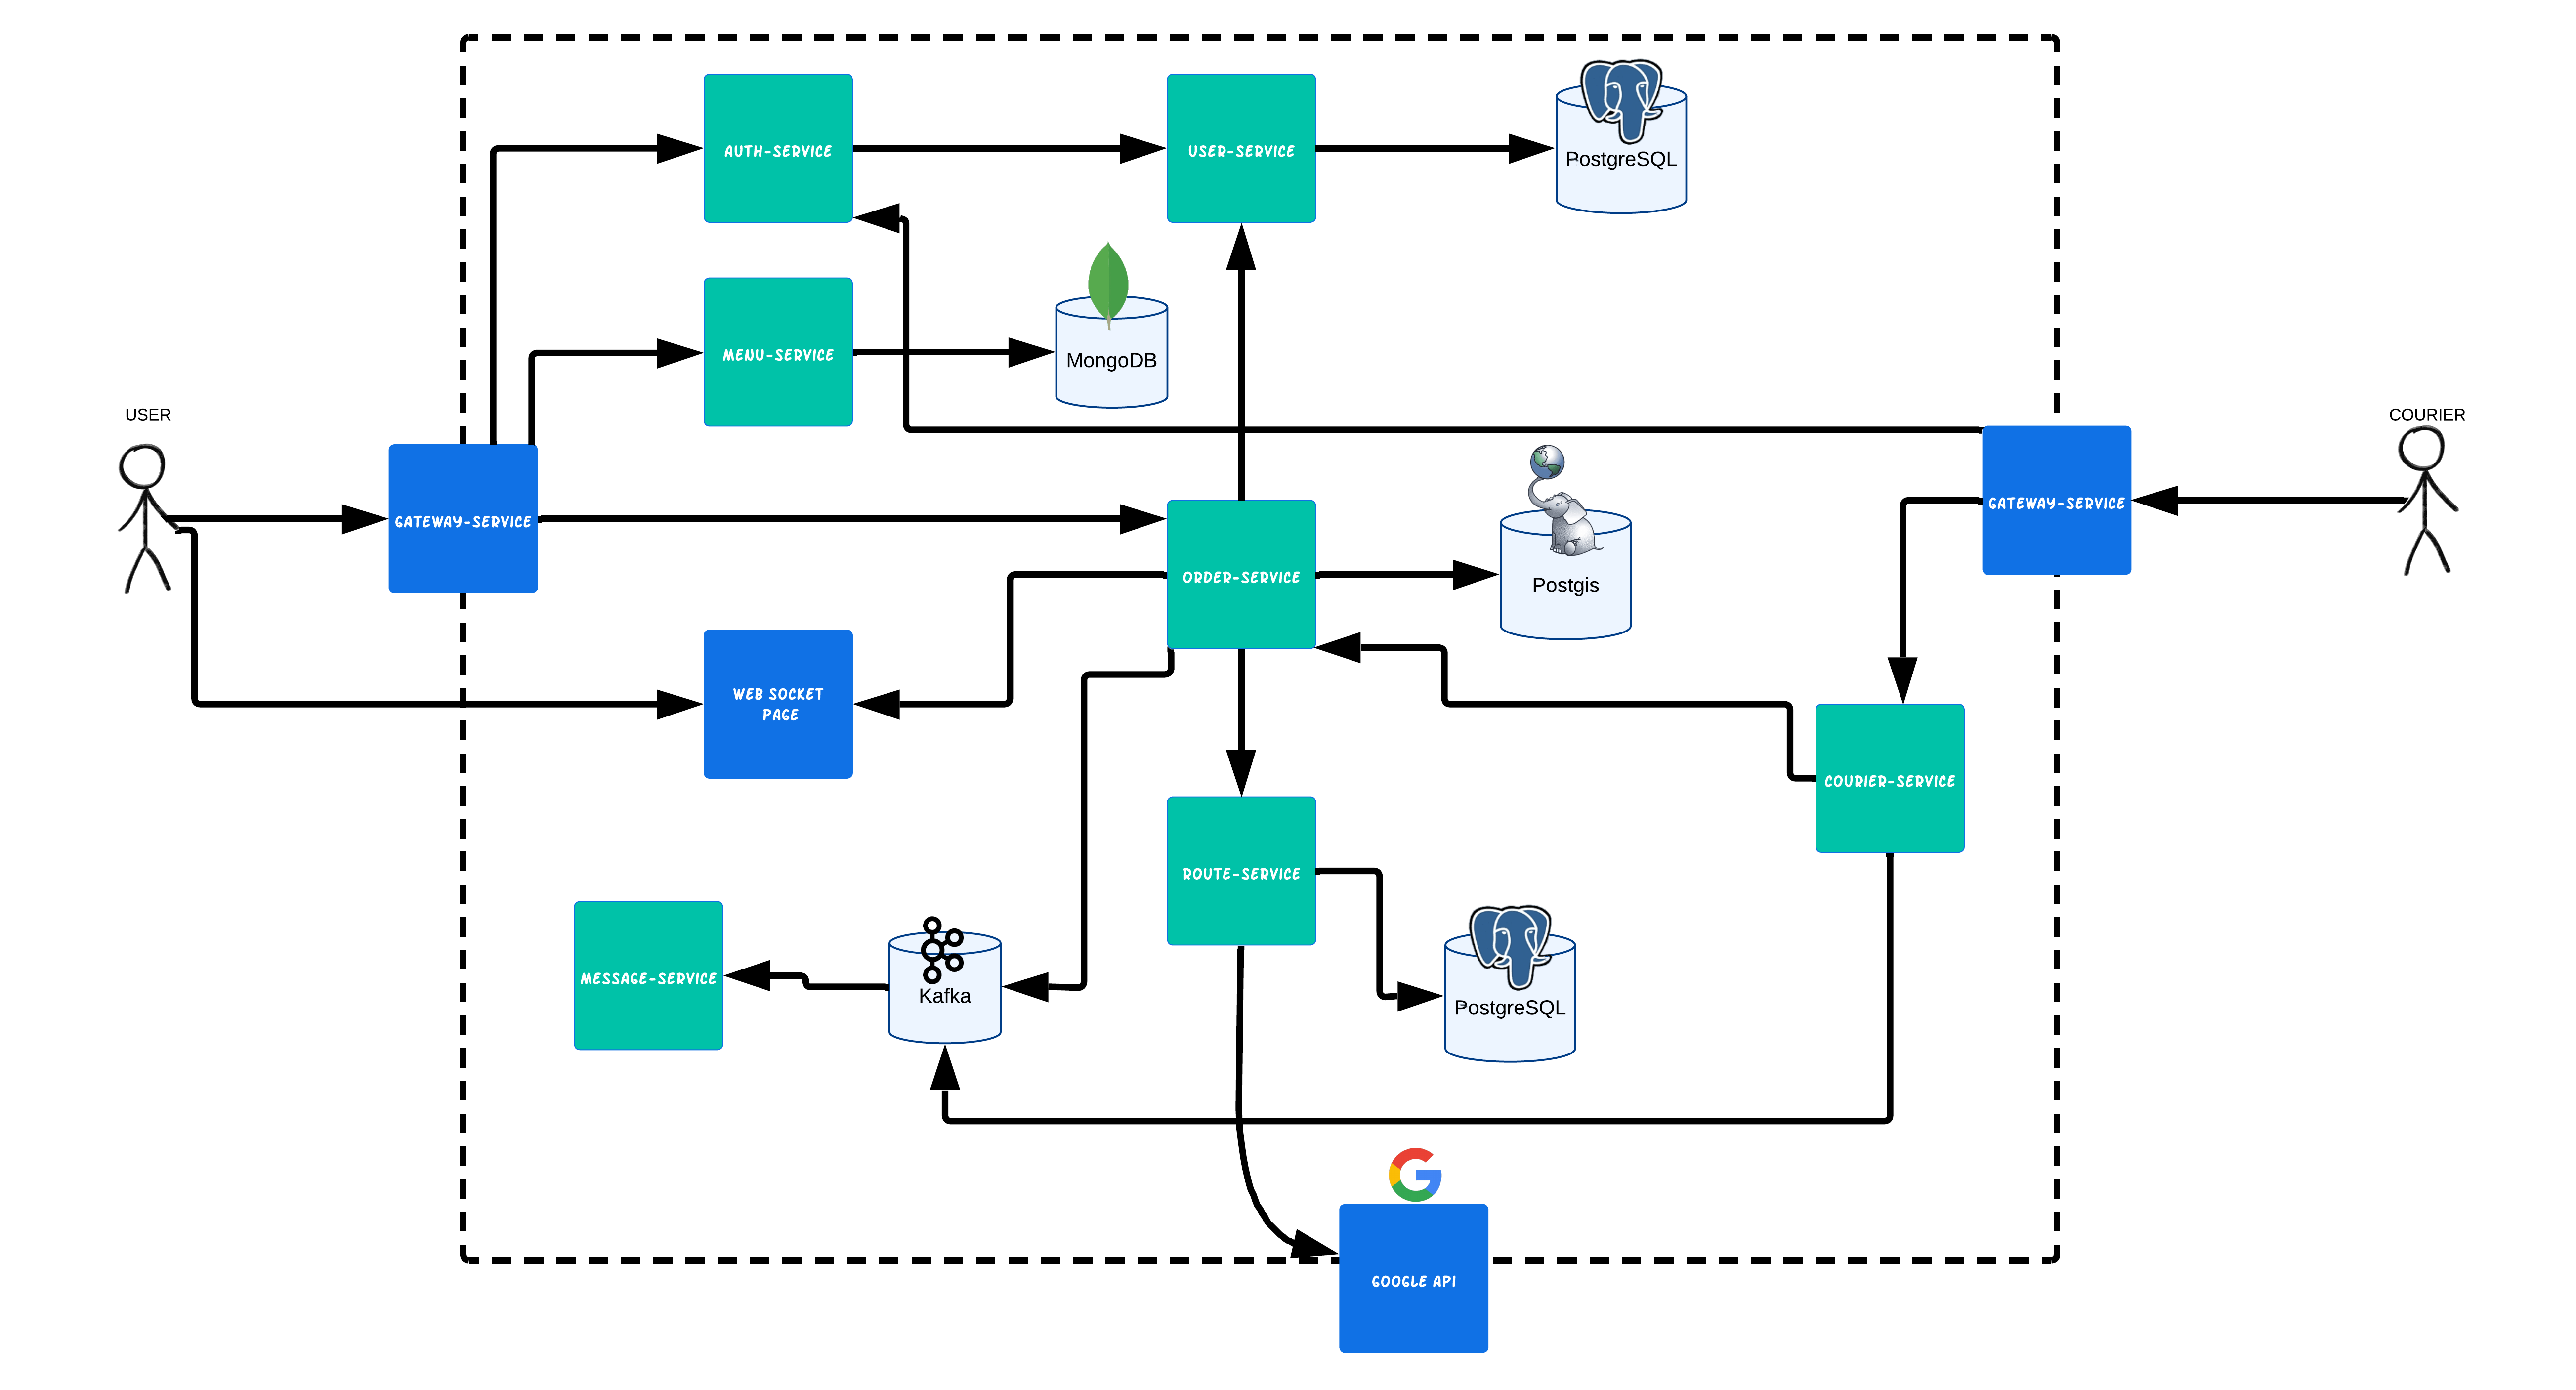 AUTH-SERVICE
USER-SERVICE
PostgreSQL
MENU-SERVICE
MongoDB
USER
COURIER
GATEWAY-SERVICE
GATEWAY-SERVICE
ORDER-SERVICE
Postgis
WEB SOCKET
PAGE
COURIER-SERVICE
ROUTE-SERVICE
MESSAGE-SERVICE
Kafka
PostgreSQL
GOOGLE API